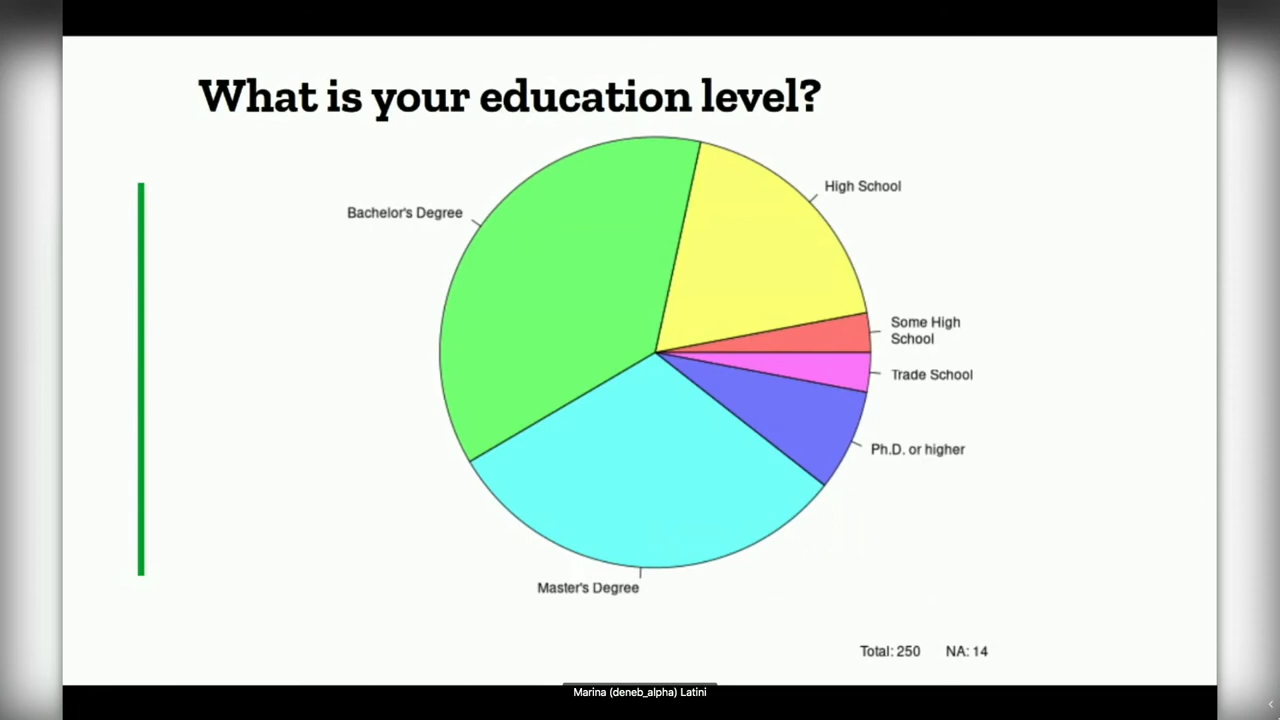 What is your education level?
High School
Bachelor's Degree
Some High
School
Trade School
Ph.D. or higher
Master's Degree
Total: 250 NA: 14
Marina (deneb_alpha) Latini